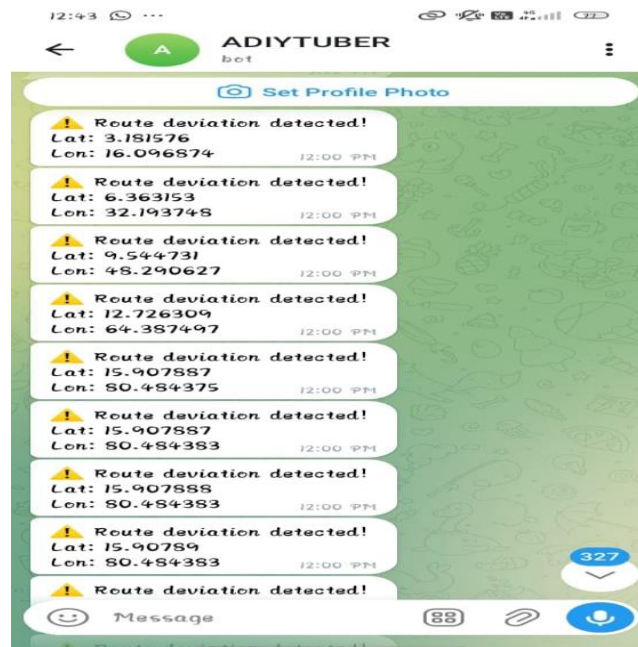 12:43
4G
22
A
ADIYTUBER
bot
Set Profile Photo
Route deviation detected!
Lat: 3.181576
Lon: 16.096874 12:00 PM
Route deviation detected!
Lat: 6.363153
Lon: 32.193748 12:00 PM
Route deviation detected!
Lat: 9.544731
Lon: 48.290627 12:00 PM
Route deviation detected!
Lat: 12.726309
Lon: 64.387497 12:00 PM
Route deviation detected!
Lat: 15.907887
Lon: 80.484375 12:00 PM
Route deviation detected!
Lat: 15.907887
Lon: 80.484383 12:00 PM
Route deviation detected!
Lat: 15.907888
Lon: 80.484383 12:00 PM
Route deviation detected!
Lat: 15.90789
Lon: 80.484383 12:00 PM
327
Route deviation detected!
Message